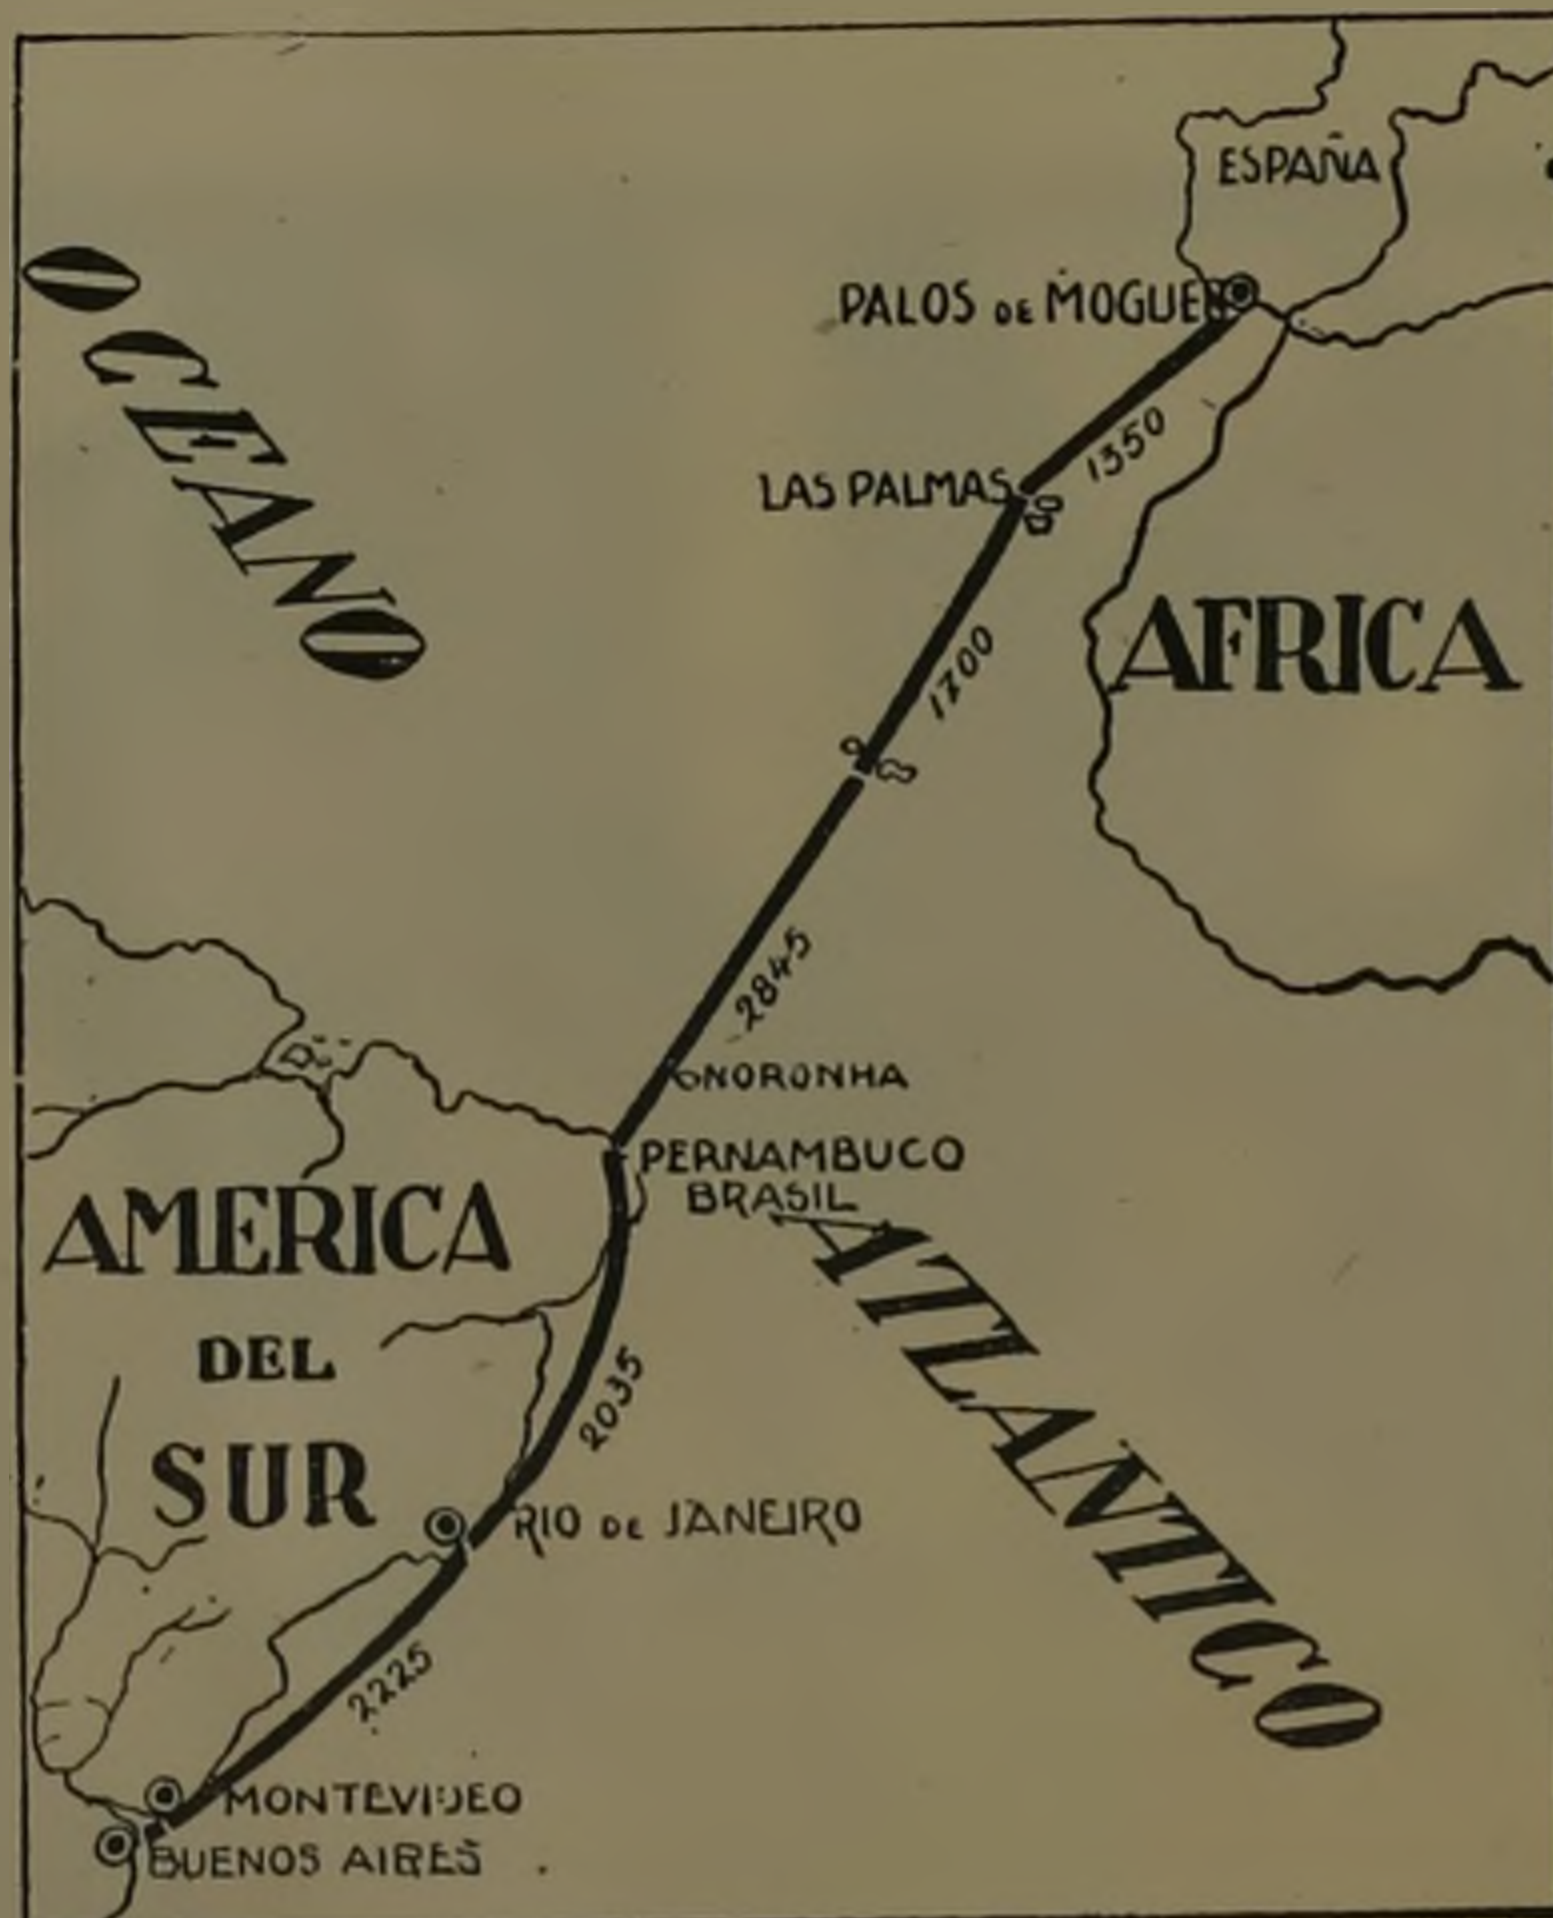 ESPAÑA
PALOS DE MOGUER
1350
LAS PALMAS
OCEANO
AFRICA
1700
2845
NORONHA
PERNAMBUCO
BRASIL
AMERICA
DEL
SUR
ATLANTICO
2035
RIO DE JANEIRO
2225
MONTEVIDEO
BUENOS AIRES